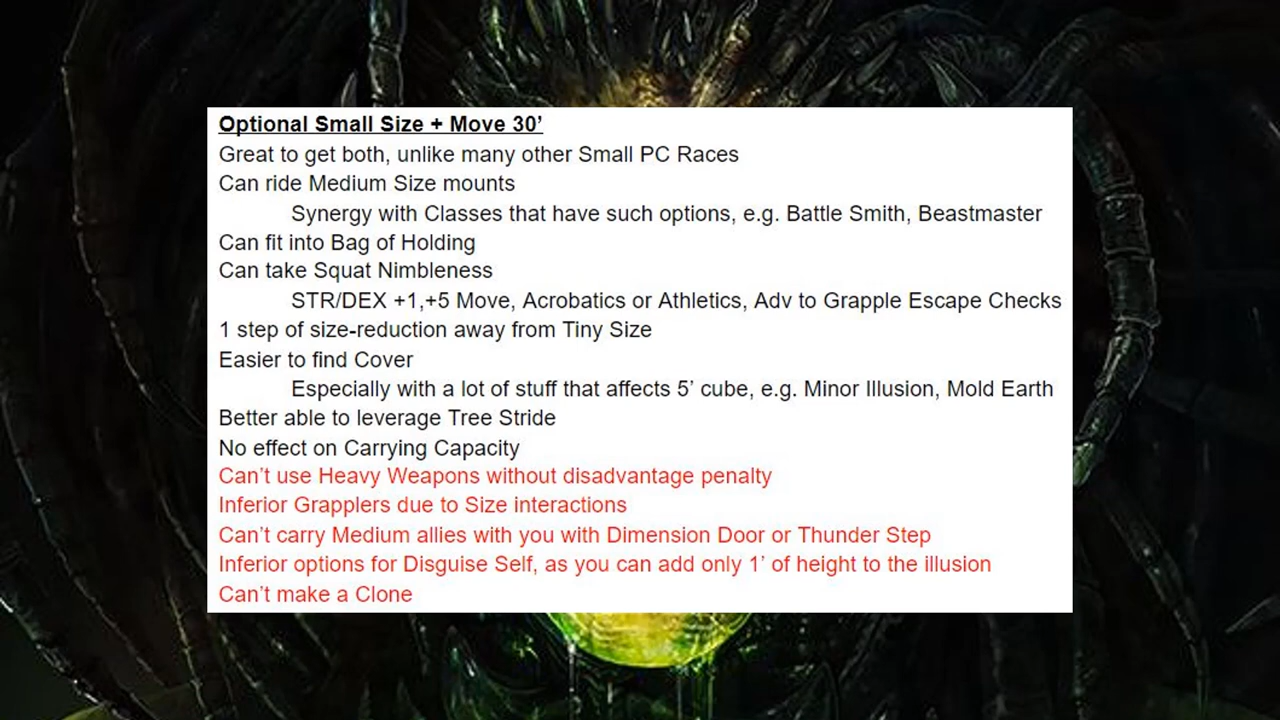 Optional Small Size + Move 30’
Great to get both, unlike many other Small PC Races
Can ride Medium Size mounts
Synergy with Classes that have such options, e.g. Battle Smith, Beastmaster
Can fit into Bag of Holding
Can take Squat Nimbleness
STR/DEX +1,+5 Move, Acrobatics or Athletics, Adv to Grapple Escape Checks
1 step of size-reduction away from Tiny Size
Easier to find Cover
Especially with a lot of stuff that affects 5’ cube, e.g. Minor Illusion, Mold Earth
Better able to leverage Tree Stride
No effect on Carrying Capacity
Can’t use Heavy Weapons without disadvantage penalty
Inferior Grapplers due to Size interactions
Can’t carry Medium allies with you with Dimension Door or Thunder Step
Inferior options for Disguise Self, as you can add only 1’ of height to the illusion
Can’t make a Clone